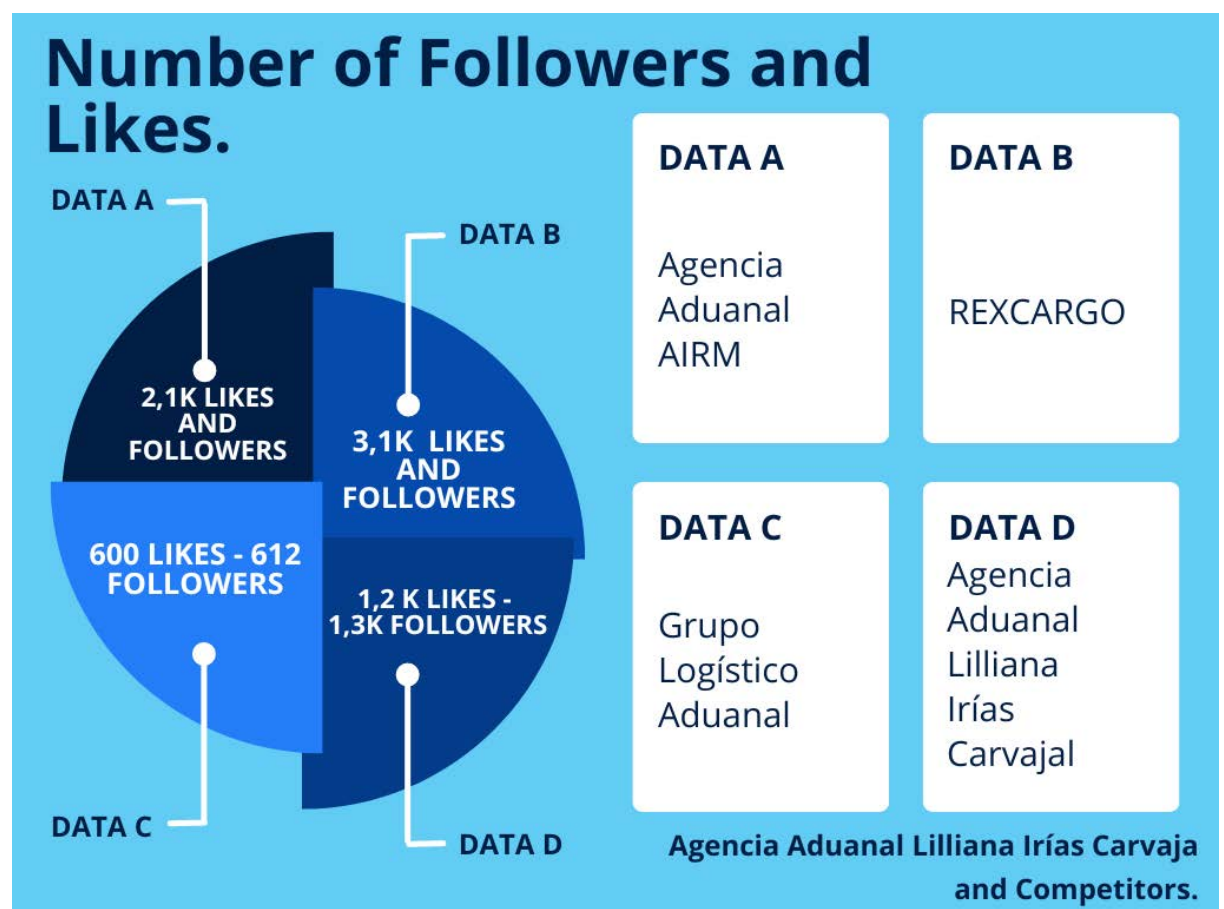 Number of Followers and
Likes.
DATA A
DATA B
2,1K LIKES
AND
FOLLOWERS
3,1K LIKES
AND
FOLLOWERS
600 LIKES - 612
FOLLOWERS
1,2 K LIKES -
1,3K FOLLOWERS
DATA C
DATA D
DATA A
Agencia
Aduanal
AIRM
DATA B
REXCARGO
DATA C
Grupo
Logístico
Aduanal
DATA D
Agencia
Aduanal
Lilliana
Irías
Carvajal
Agencia Aduanal Lilliana Irías Carvaja
and Competitors.